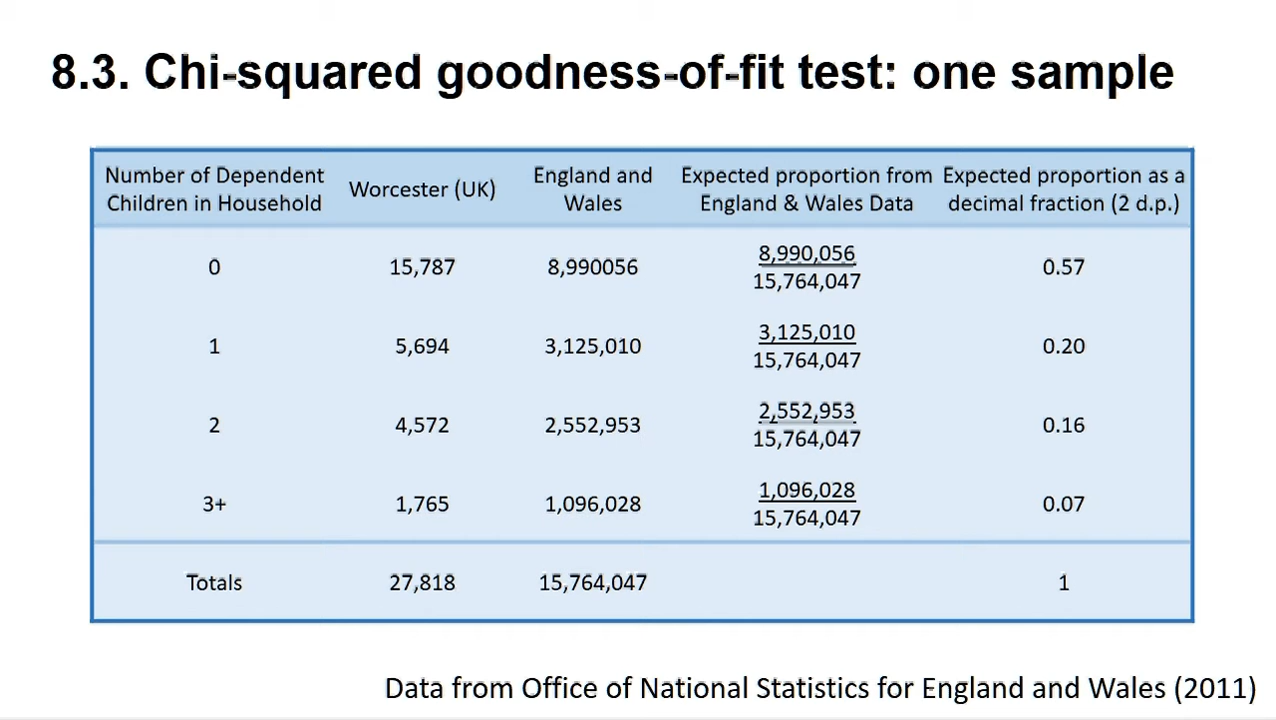 8.3. Chi-squared goodness-of-fit test: one sample
Number of Dependent Children in Household | Worcester (UK) | England and Wales | Expected proportion from England & Wales Data | Expected proportion as a decimal fraction (2 d.p.)
0 | 15,787 | 8,990056 | 8,990,056 / 15,764,047 | 0.57
1 | 5,694 | 3,125,010 | 3,125,010 / 15,764,047 | 0.20
2 | 4,572 | 2,552,953 | 2,552,953 / 15,764,047 | 0.16
3+ | 1,765 | 1,096,028 | 1,096,028 / 15,764,047 | 0.07
Totals | 27,818 | 15,764,047 | | 1
Data from Office of National Statistics for England and Wales (2011)